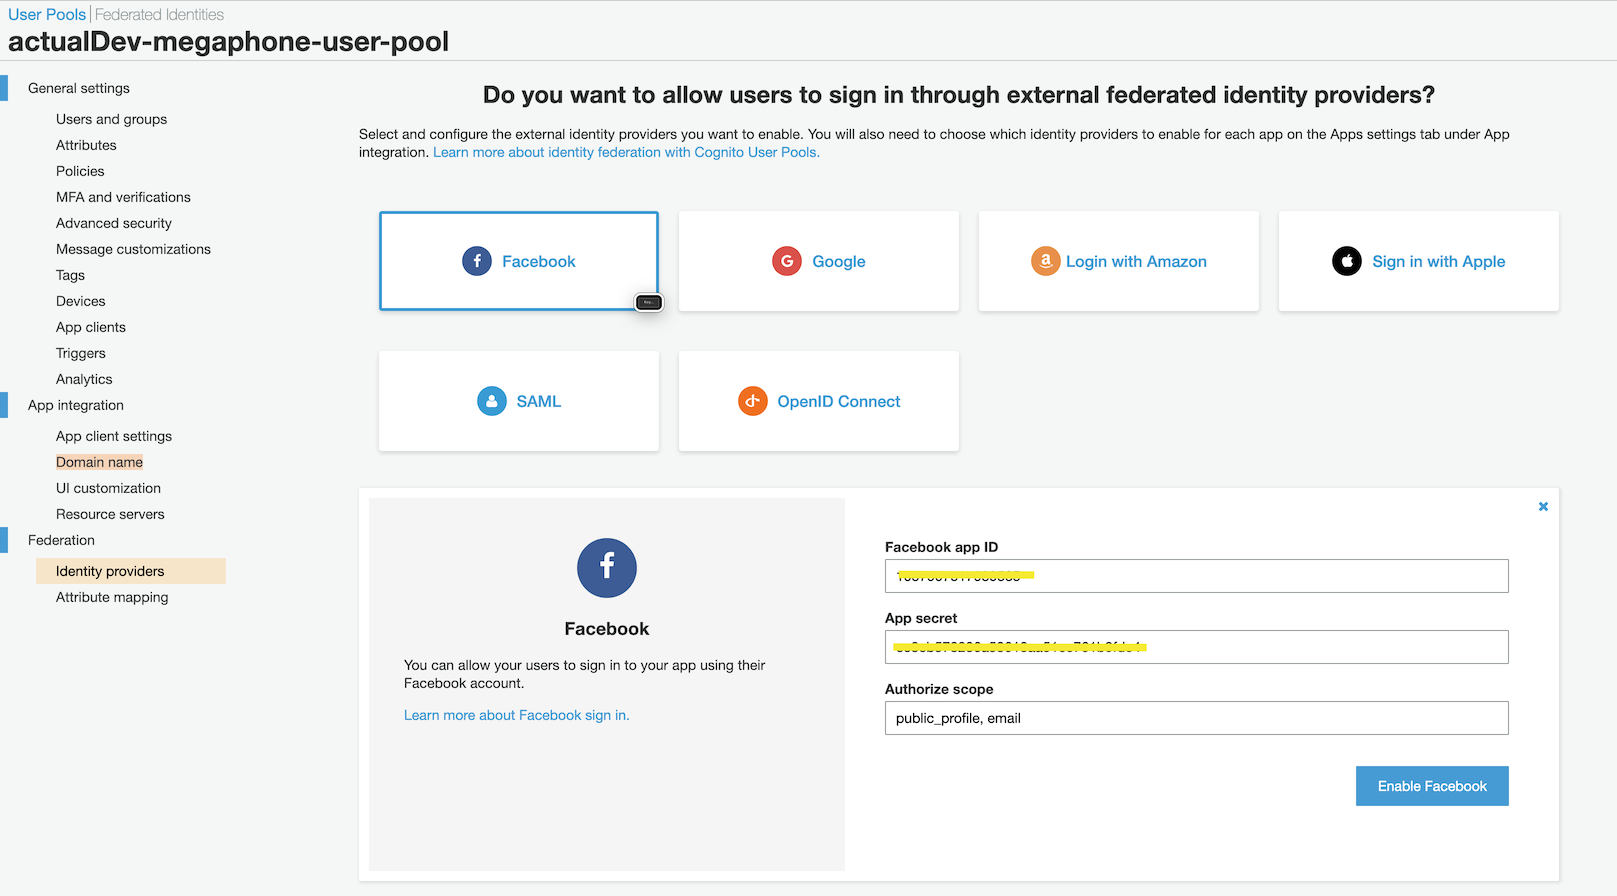 User Pools | Federated Identities
actualDev-megaphone-user-pool
General settings
Users and groups
Attributes
Policies
MFA and verifications
Advanced security
Message customizations
Tags
Devices
App clients
Triggers
Analytics
App integration
App client settings
Domain name
UI customization
Resource servers
Federation
Identity providers
Attribute mapping
Do you want to allow users to sign in through external federated identity providers?
Select and configure the external identity providers you want to enable. You will also need to choose which identity providers to enable for each app on the Apps settings tab under App
integration. Learn more about identity federation with Cognito User Pools.
Facebook
Google
Login with Amazon
Sign in with Apple
SAML
OpenID Connect
Facebook
You can allow your users to sign in to your app using their
Facebook account.
Learn more about Facebook sign in.
Facebook app ID
App secret
Authorize scope
public_profile, email
Enable Facebook